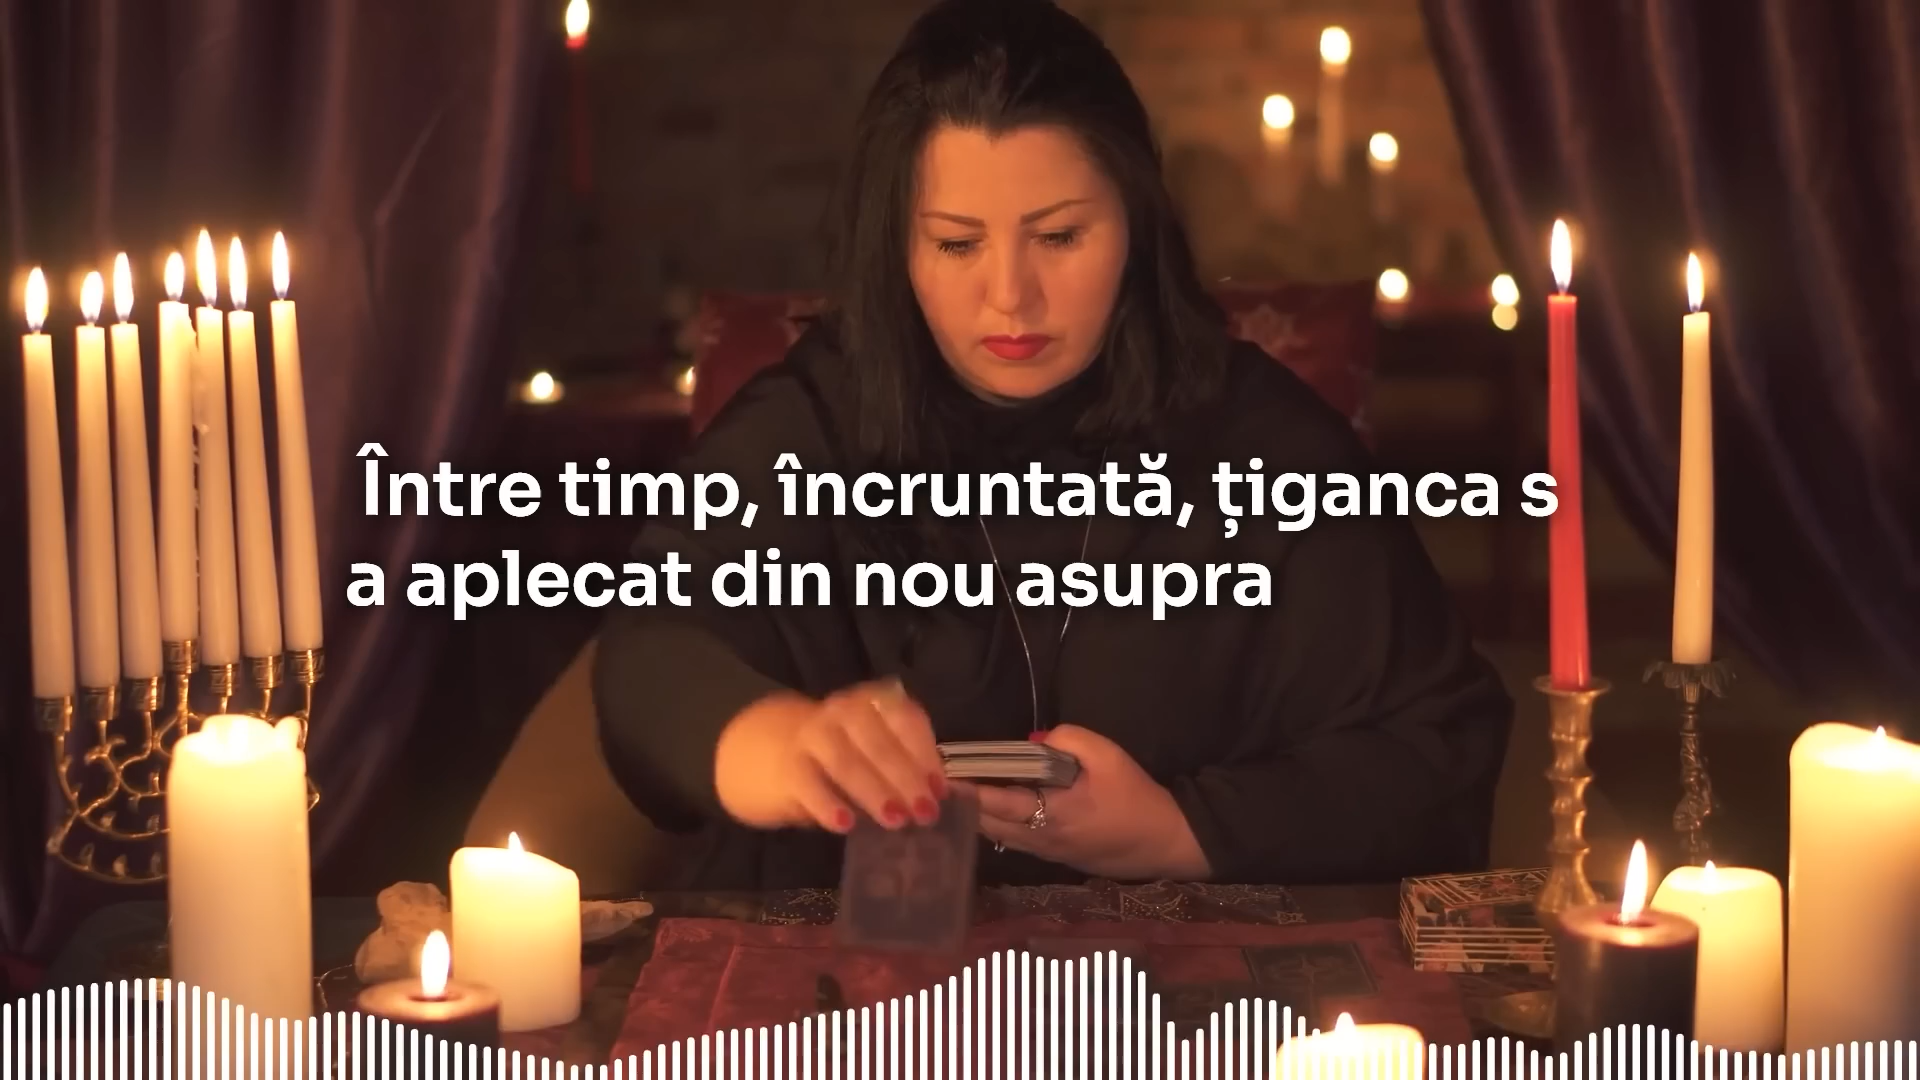 Între timp, încruntată, țiganca s
a aplecat din nou asupra